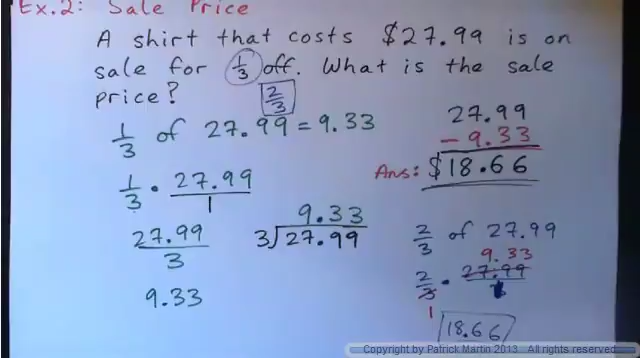 Ex.2: Sale Price
A shirt that costs $27.99 is on
sale for 1/3 off. What is the sale
price?
2/3
1/3 of 27.99 = 9.33
1/3 · 27.99/1
27.99/3
9.33
9.33
3)27.99
27.99
- 9.33
Ans: $18.66
2/3 of 27.99
9.33
2/3 · 27.99/1
1
18.66
Copyright by Patrick Martin 2013 . All rights reserved